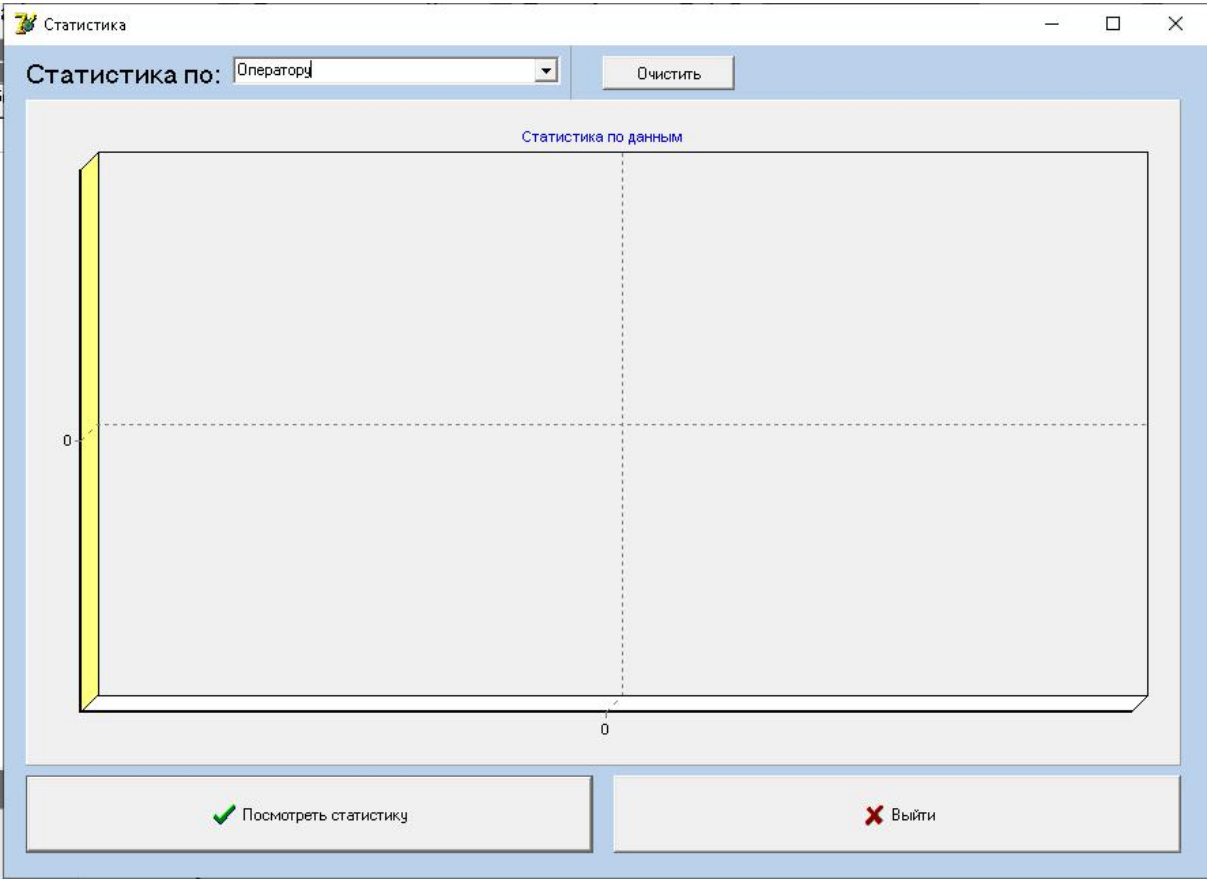 Статистика
Статистика по: Оператору Очистить
Статистика по данным
0
0
Посмотреть статистику Выйти